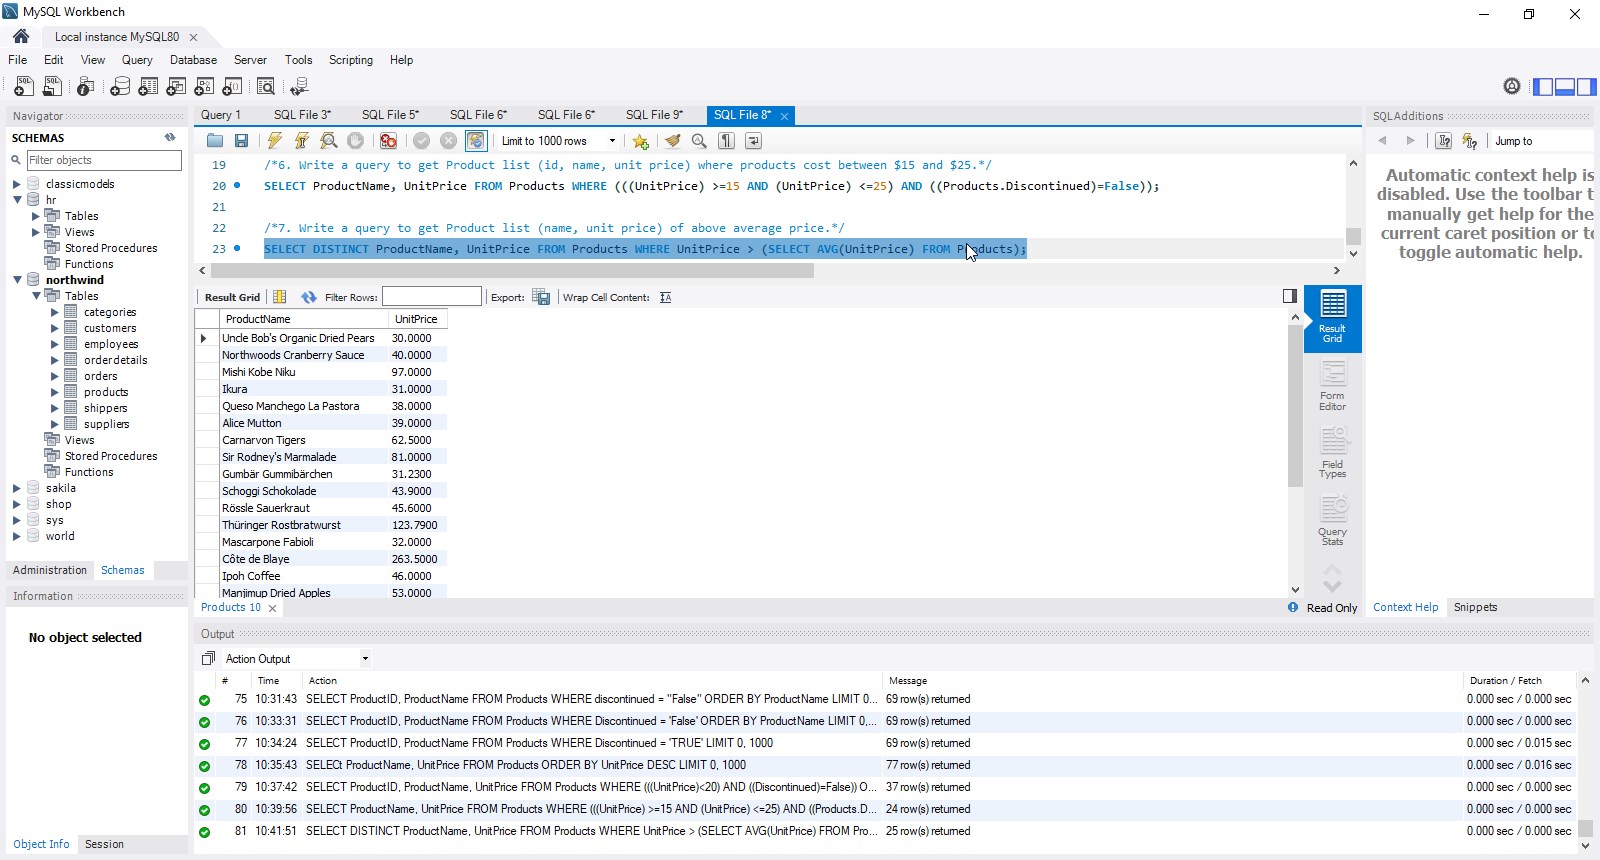 MySQL Workbench
Local instance MySQL80
File Edit View Query Database Server Tools Scripting Help
Navigator
SCHEMAS
Filter objects
classicmodels
hr
Tables
Views
Stored Procedures
Functions
northwind
Tables
categories
customers
employees
orderdetails
orders
products
shippers
suppliers
Views
Stored Procedures
Functions
sakila
shop
sys
world
Administration Schemas
Information
No object selected
Object Info Session
Query 1 SQL File 3* SQL File 5* SQL File 6* SQL File 6* SQL File 9* SQL File 8*
Limit to 1000 rows
19 /*6. Write a query to get Product list (id, name, unit price) where products cost between $15 and $25.*/
20 SELECT ProductName, UnitPrice FROM Products WHERE (((UnitPrice) >=15 AND (UnitPrice) <=25) AND ((Products.Discontinued)=False));
21
22 /*7. Write a query to get Product list (name, unit price) of above average price.*/
23 SELECT DISTINCT ProductName, UnitPrice FROM Products WHERE UnitPrice > (SELECT AVG(UnitPrice) FROM Products);
Result Grid Filter Rows: Export: Wrap Cell Content:
ProductName UnitPrice
Uncle Bob's Organic Dried Pears 30.0000
Northwoods Cranberry Sauce 40.0000
Mishi Kobe Niku 97.0000
Ikura 31.0000
Queso Manchego La Pastora 38.0000
Alice Mutton 39.0000
Carnarvon Tigers 62.5000
Sir Rodney's Marmalade 81.0000
Gumbär Gummibärchen 31.2300
Schoggi Schokolade 43.9000
Rössle Sauerkraut 45.6000
Thüringer Rostbratwurst 123.7900
Mascarpone Fabioli 32.0000
Côte de Blaye 263.5000
Ipoh Coffee 46.0000
Manjimup Dried Apples 53.0000
Result
Grid
Form
Editor
Field
Types
Query
Stats
Products 10
Read Only
SQLAdditions
Jump to
Automatic context help is
disabled. Use the toolbar t
manually get help for the
current caret position or to
toggle automatic help.
Context Help Snippets
Output
Action Output
# Time Action Message Duration / Fetch
75 10:31:43 SELECT ProductID, ProductName FROM Products WHERE discontinued = "False" ORDER BY ProductName LIMIT 0... 69 row(s) returned 0.000 sec / 0.000 sec
76 10:33:31 SELECT ProductID, ProductName FROM Products WHERE Discontinued = 'False' ORDER BY ProductName LIMIT 0,... 69 row(s) returned 0.000 sec / 0.000 sec
77 10:34:24 SELECT ProductID, ProductName FROM Products WHERE Discontinued = 'TRUE' LIMIT 0, 1000 69 row(s) returned 0.000 sec / 0.015 sec
78 10:35:43 SELECt ProductName, UnitPrice FROM Products ORDER BY UnitPrice DESC LIMIT 0, 1000 77 row(s) returned 0.000 sec / 0.016 sec
79 10:37:42 SELECT ProductID, ProductName, UnitPrice FROM Products WHERE (((UnitPrice)<20) AND ((Discontinued)=False)) O... 37 row(s) returned 0.000 sec / 0.000 sec
80 10:39:56 SELECT ProductName, UnitPrice FROM Products WHERE (((UnitPrice) >=15 AND (UnitPrice) <=25) AND ((Products.D... 24 row(s) returned 0.000 sec / 0.000 sec
81 10:41:51 SELECT DISTINCT ProductName, UnitPrice FROM Products WHERE UnitPrice > (SELECT AVG(UnitPrice) FROM Pro... 25 row(s) returned 0.000 sec / 0.000 sec